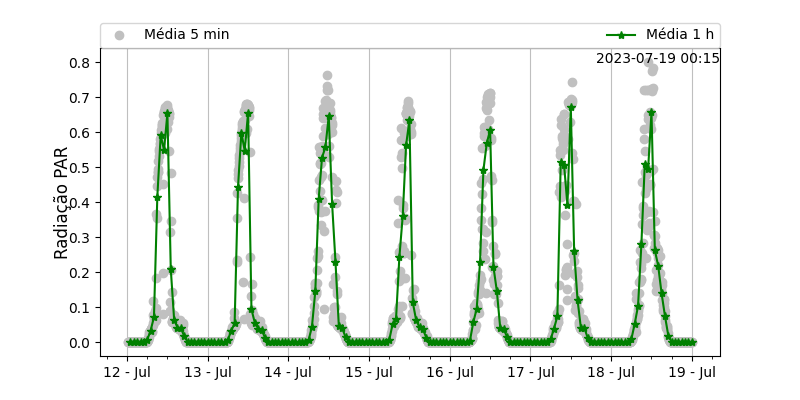 Média 5 min
Média 1 h
2023-07-19 00:15
Radiação PAR
0.8
0.7
0.6
0.5
0.4
0.3
0.2
0.1
0.0
12 - Jul
13 - Jul
14 - Jul
15 - Jul
16 - Jul
17 - Jul
18 - Jul
19 - Jul